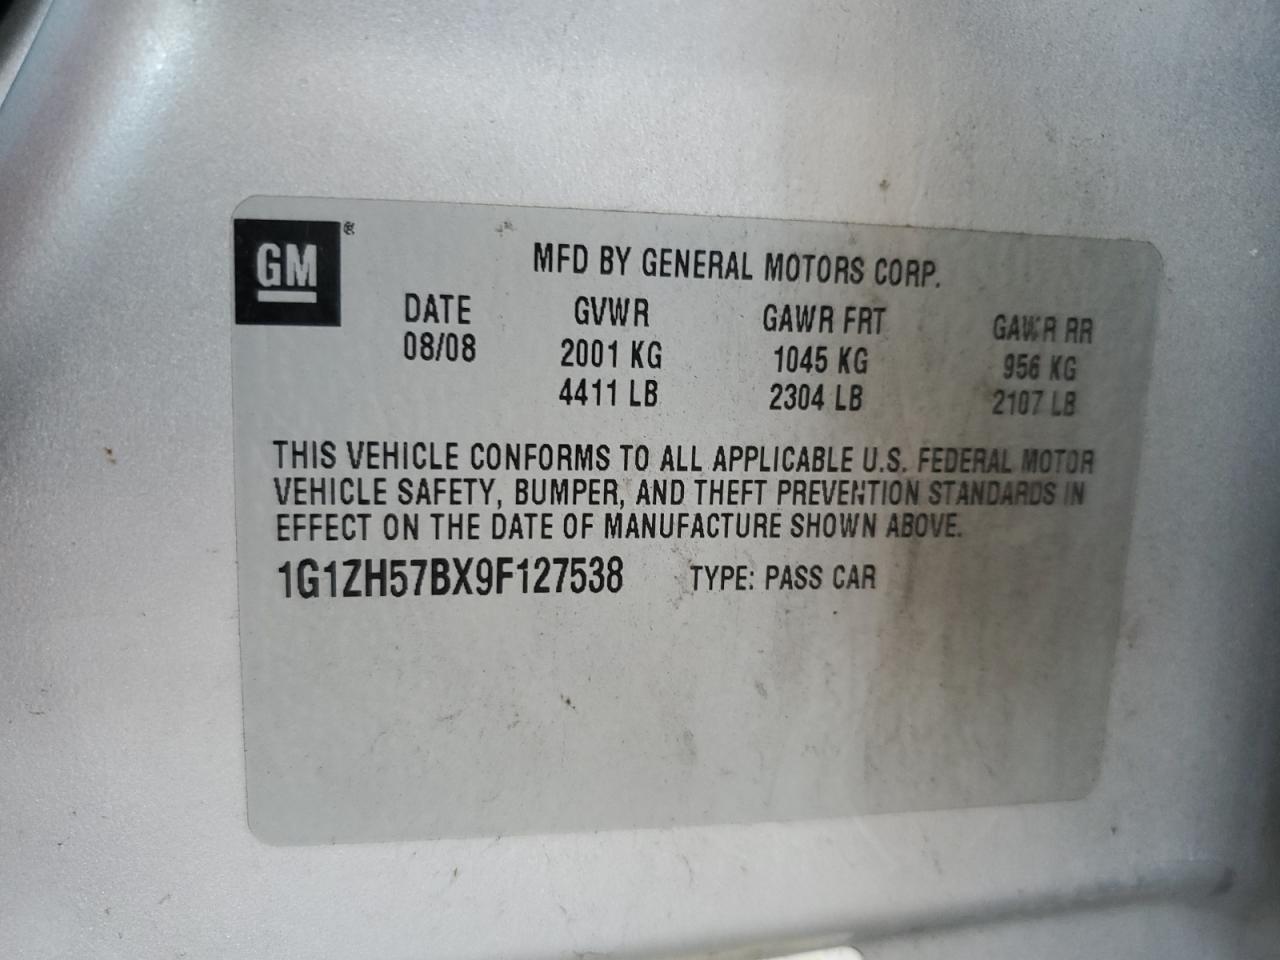 GM®
MFD BY GENERAL MOTORS CORP.
DATE GVWR GAWR FRT GAWR RR
08/08 2001 KG 1045 KG 956 KG
4411 LB 2304 LB 2107 LB
THIS VEHICLE CONFORMS TO ALL APPLICABLE U.S. FEDERAL MOTOR
VEHICLE SAFETY, BUMPER, AND THEFT PREVENTION STANDARDS IN
EFFECT ON THE DATE OF MANUFACTURE SHOWN ABOVE.
1G1ZH57BX9F127538 TYPE: PASS CAR